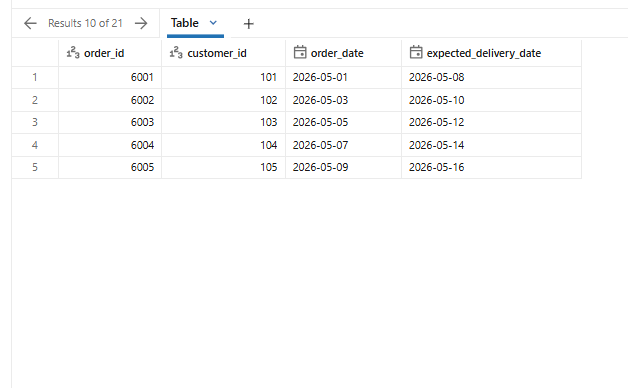 Results 10 of 21 Table +
123 order_id 123 customer_id order_date expected_delivery_date
1 6001 101 2026-05-01 2026-05-08
2 6002 102 2026-05-03 2026-05-10
3 6003 103 2026-05-05 2026-05-12
4 6004 104 2026-05-07 2026-05-14
5 6005 105 2026-05-09 2026-05-16